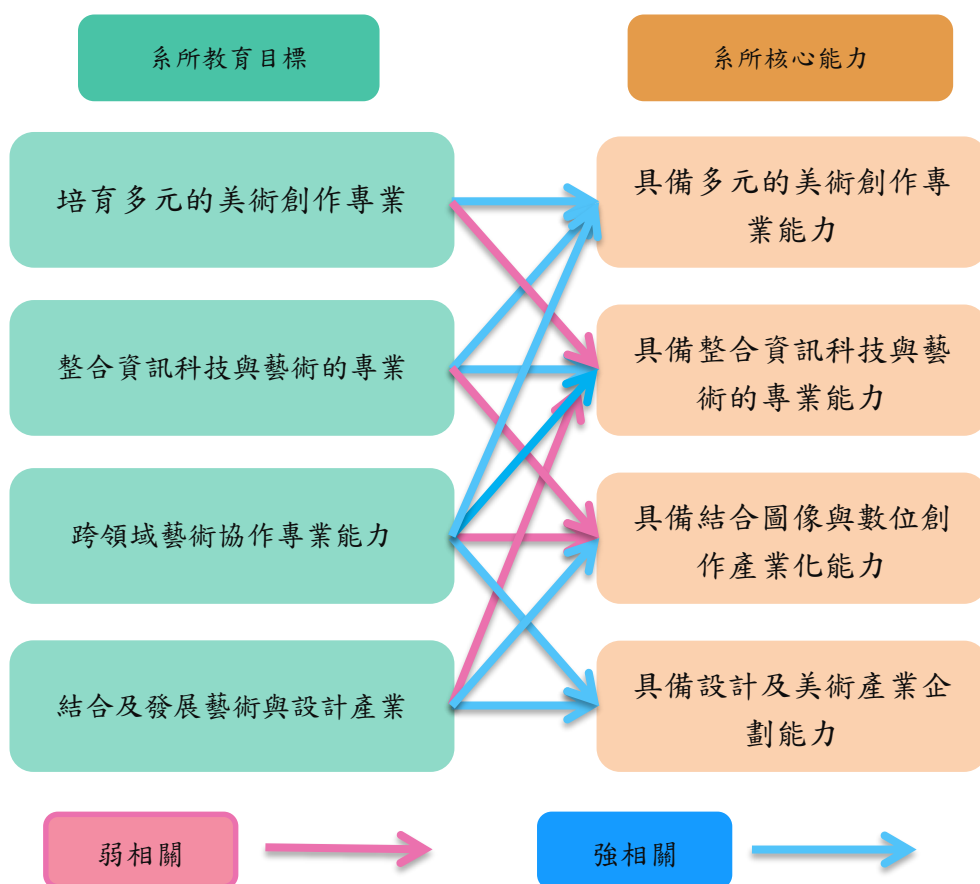 系所教育目標
系所核心能力
培育多元的美術創作專業
具備多元的美術創作專
業能力
整合資訊科技與藝術的專業
具備整合資訊科技與藝
術的專業能力
跨領域藝術協作專業能力
具備結合圖像與數位創
作產業化能力
結合及發展藝術與設計產業
具備設計及美術產業企
劃能力
弱相關
強相關